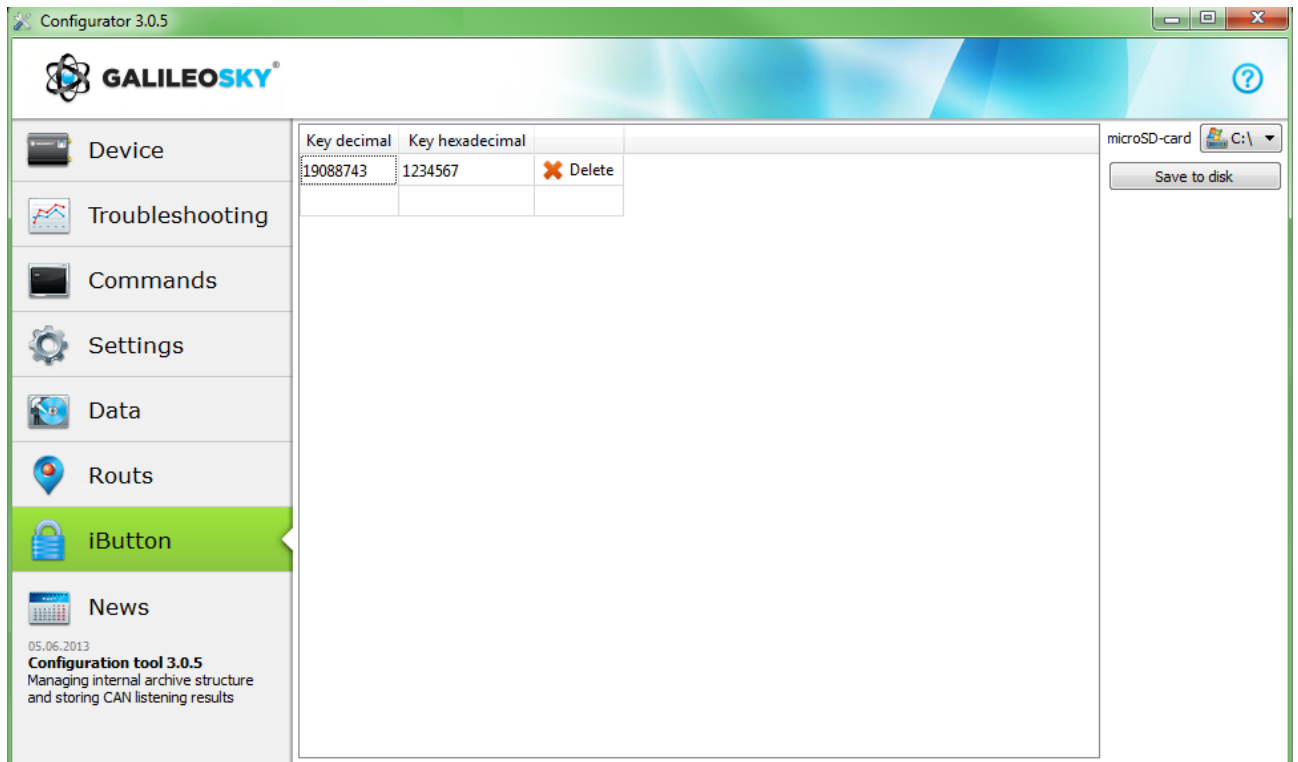 Configurator 3.0.5
GALILEOSKY®
Device
Troubleshooting
Commands
Settings
Data
Routs
iButton
News
05.06.2013
Configuration tool 3.0.5
Managing internal archive structure
and storing CAN listening results
Key decimal Key hexadecimal
19088743 1234567 Delete
microSD-card C:\
Save to disk